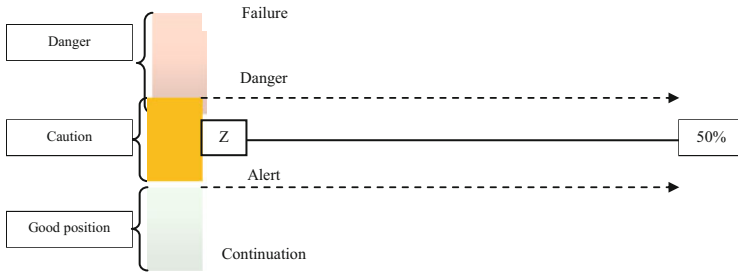 Failure
Danger
Danger
Caution
Z
50%
Alert
Good position
Continuation